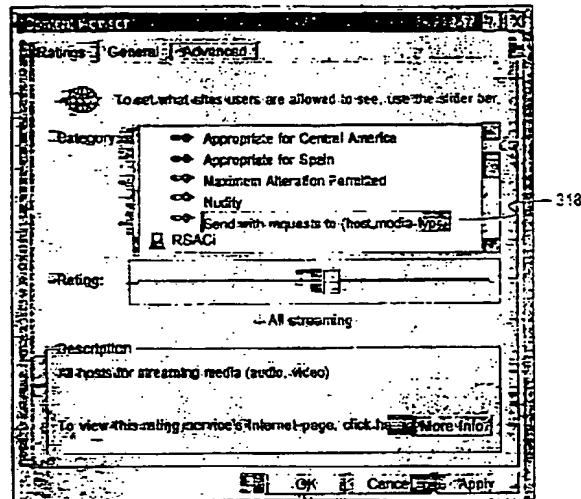 Content Advisor
Ratings General Advanced
To set what sites users are allowed to see, use the slider bar.
Category:
Appropriate for Central America
Appropriate for Spain
Maximum Alteration Permitted
Nudity
Send with requests to (host,media-type)
318
RSACi
Rating:
All streaming
Description
All hosts for streaming media (audio, video)
To view this rating service's Internet page, click More Info
OK Cancel Apply